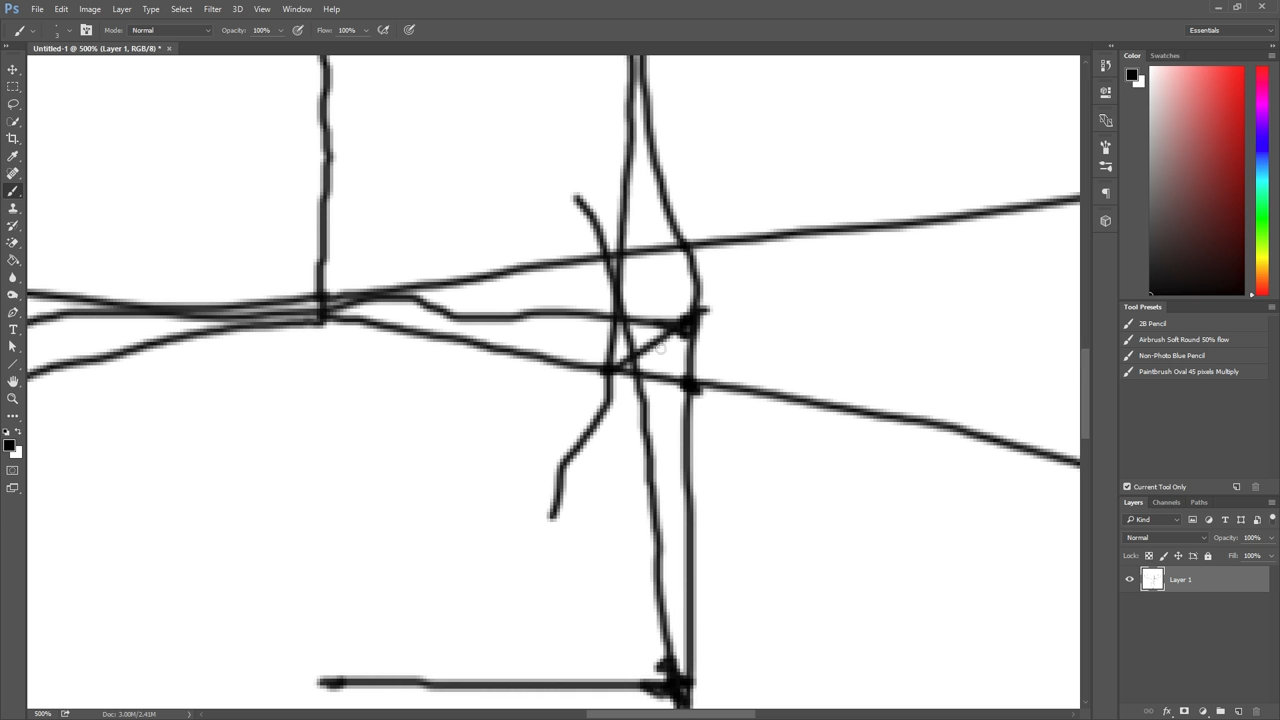 Ps File Edit Image Layer Type Select Filter 3D View Window Help
3 Mode: Normal Opacity: 100% Flow: 100% Essentials
Untitled-1 @ 500% (Layer 1, RGB/8) * ×
Color Swatches
Tool Presets
2B Pencil
Airbrush Soft Round 50% flow
Non-Photo Blue Pencil
Paintbrush Oval 45 pixels Multiply
Current Tool Only
Layers Channels Paths
Kind
Normal Opacity: 100%
Lock: Fill: 100%
Layer 1
500% Doc: 3.00M/2.41M